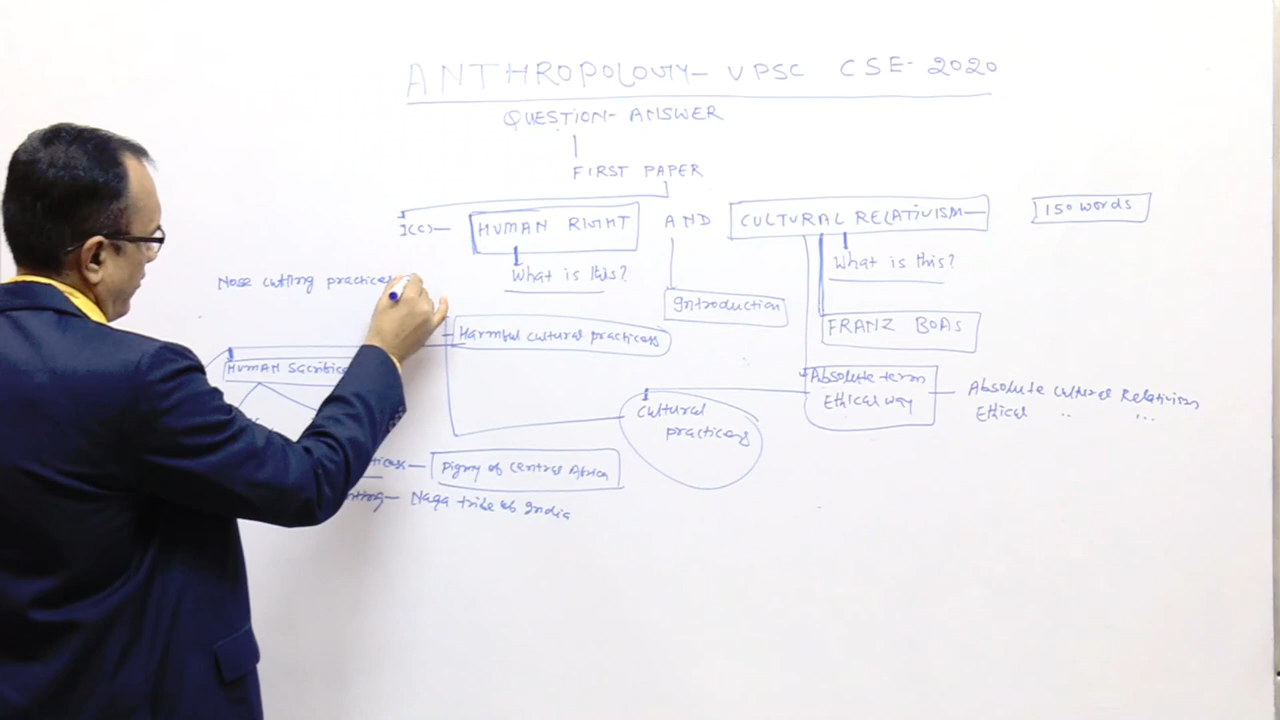 ANTHROPOLOGY- UPSC CSE-2020
QUESTION-ANSWER
FIRST PAPER
1(C)- HUMAN RIGHT AND CULTURAL RELATIVISM- 150 words
What is this? What is this?
Nose cutting practices
Introduction
Harmful cultural practicess FRANZ BOAS
HUMAN Sacrifice
Absolute term
Ethical way
Absolute Cultural Relativism
Ethical " "
Cultural
practicess
Pigmy of Central Africa
Naga tribe of India